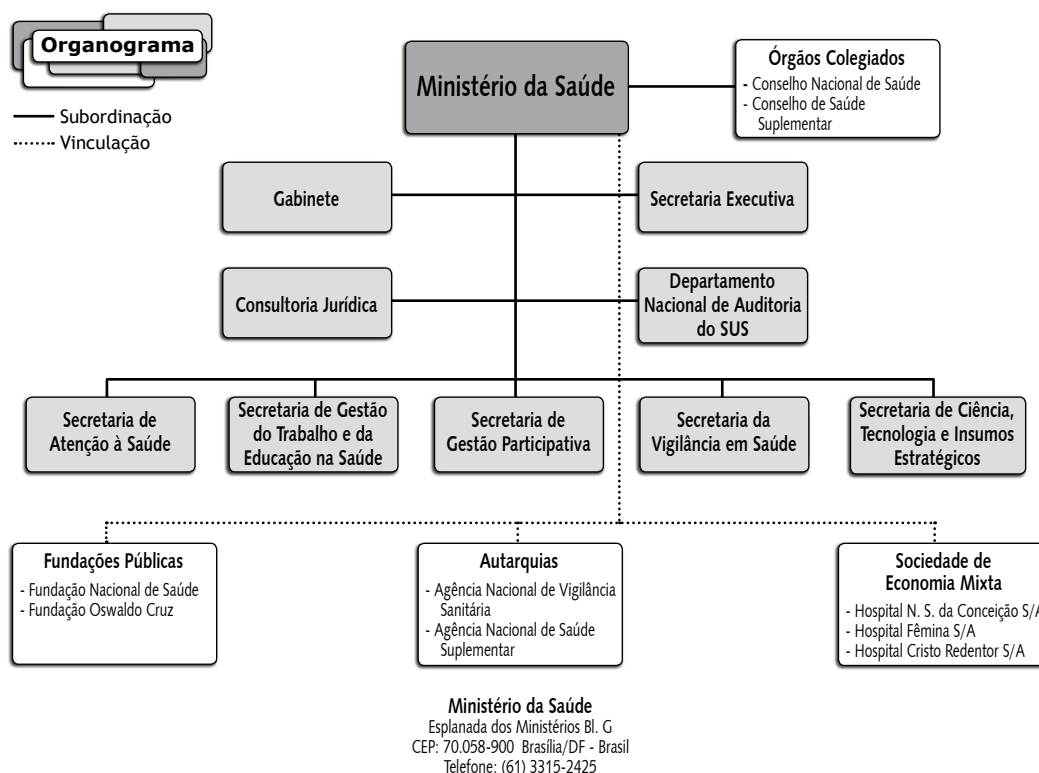 Organograma
Subordinação
Vinculação
Ministério da Saúde
Órgãos Colegiados
- Conselho Nacional de Saúde
- Conselho de Saúde
Suplementar
Gabinete
Secretaria Executiva
Consultoria Jurídica
Departamento
Nacional de Auditoria
do SUS
Secretaria de
Atenção à Saúde
Secretaria de Gestão
do Trabalho e da
Educação na Saúde
Secretaria de
Gestão Participativa
Secretaria da
Vigilância em Saúde
Secretaria de Ciência,
Tecnologia e Insumos
Estratégicos
Fundações Públicas
- Fundação Nacional de Saúde
- Fundação Oswaldo Cruz
Autarquias
- Agência Nacional de Vigilância
Sanitária
- Agência Nacional de Saúde
Suplementar
Sociedade de
Economia Mixta
- Hospital N. S. da Conceição S/A
- Hospital Fêmina S/A
- Hospital Cristo Redentor S/A
Ministério da Saúde
Esplanada dos Ministérios Bl. G
CEP: 70.058-900 Brasília/DF - Brasil
Telefone: (61) 3315-2425